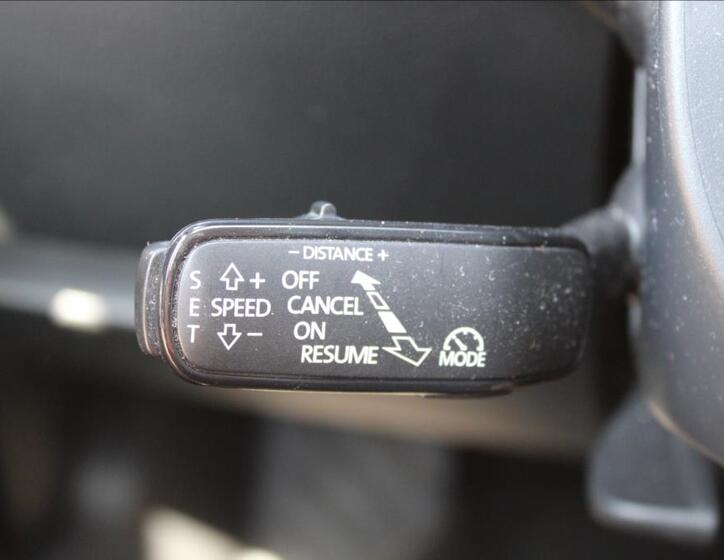 - DISTANCE +
S + OFF
E SPEED CANCEL
T - ON
RESUME MODE